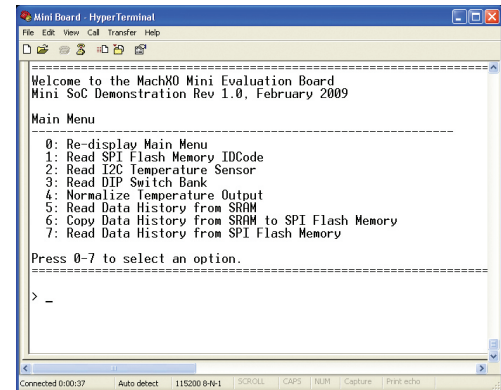 Mini Board - HyperTerminal
File Edit View Call Transfer Help
================================================================
Welcome to the MachXO Mini Evaluation Board
Mini SoC Demonstration Rev 1.0, February 2009
Main Menu
-----------------------------------------------------------
0: Re-display Main Menu
1: Read SPI Flash Memory IDCode
2: Read I2C Temperature Sensor
3: Read DIP Switch Bank
4: Normalize Temperature Output
5: Read Data History from SRAM
6: Copy Data History from SRAM to SPI Flash Memory
7: Read Data History from SPI Flash Memory
Press 0-7 to select an option.
================================================================
> _
Connected 0:00:37 Auto detect 115200 8-N-1 SCROLL CAPS NUM Capture Print echo